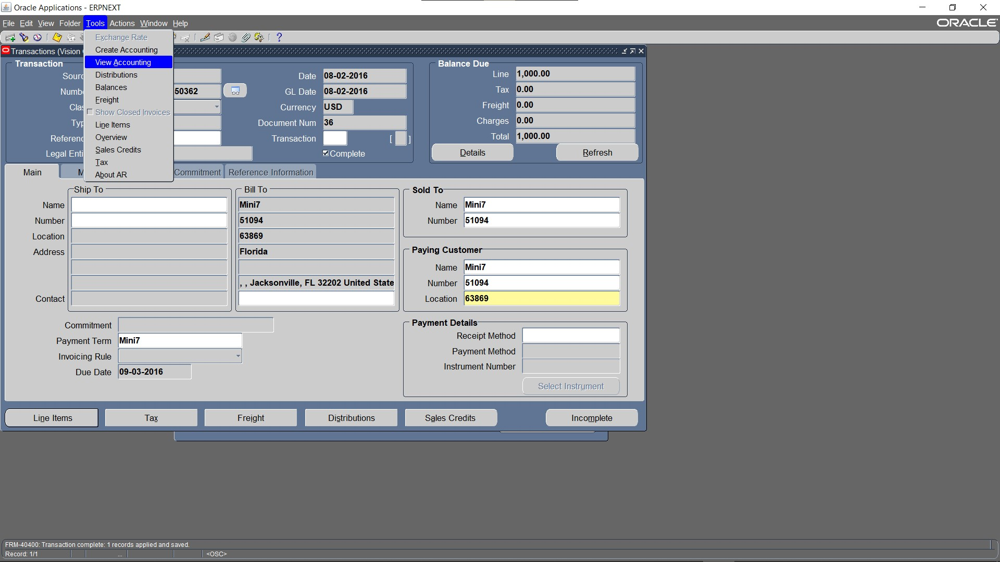 Oracle Applications - ERPNEXT
File Edit View Folder Tools Actions Window Help
ORACLE
Exchange Rate
Create Accounting
View Accounting
Distributions
Balances
Freight
Show Closed Invoices
Line Items
Overview
Sales Credits
Tax
About AR
Transactions (Vision
Transaction
50362
Date 08-02-2016
GL Date 08-02-2016
Currency USD
Document Num 36
Transaction [ ]
Complete
Balance Due
Line 1,000.00
Tax 0.00
Freight 0.00
Charges 0.00
Total 1,000.00
Details Refresh
Main M Commitment Reference Information
Ship To
Name
Number
Location
Address
Contact
Bill To
Mini7
51094
63869
Florida
, , Jacksonville, FL 32202 United State
Sold To
Name Mini7
Number 51094
Paying Customer
Name Mini7
Number 51094
Location 63869
Commitment
Payment Term Mini7
Invoicing Rule
Due Date 09-03-2016
Payment Details
Receipt Method
Payment Method
Instrument Number
Select Instrument
Line Items Tax Freight Distributions Sales Credits Incomplete
FRM-40400: Transaction complete: 1 records applied and saved.
Record: 1/1 ... <OSC>